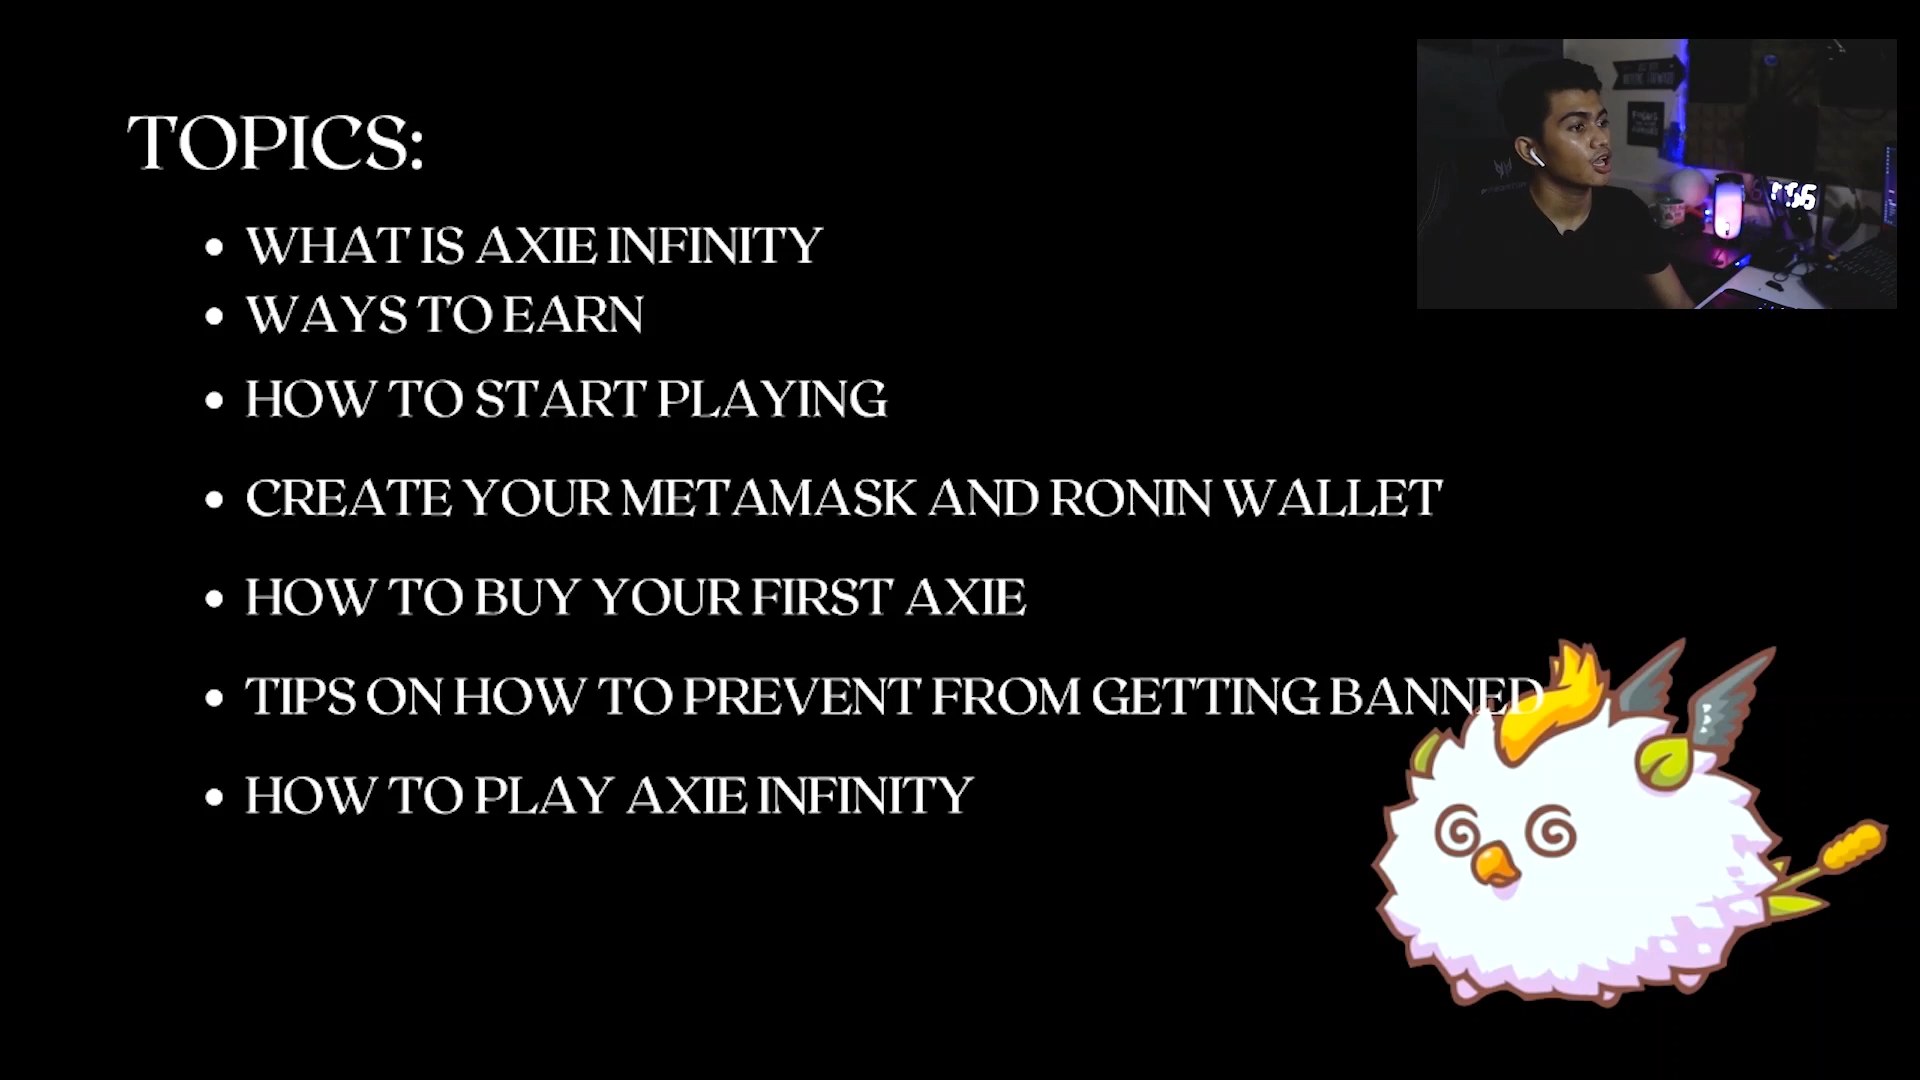 TOPICS:
WHAT IS AXIE INFINITY
WAYS TO EARN
HOW TO START PLAYING
CREATE YOUR METAMASK AND RONIN WALLET
HOW TO BUY YOUR FIRST AXIE
TIPS ON HOW TO PREVENT FROM GETTING BANNED
HOW TO PLAY AXIE INFINITY